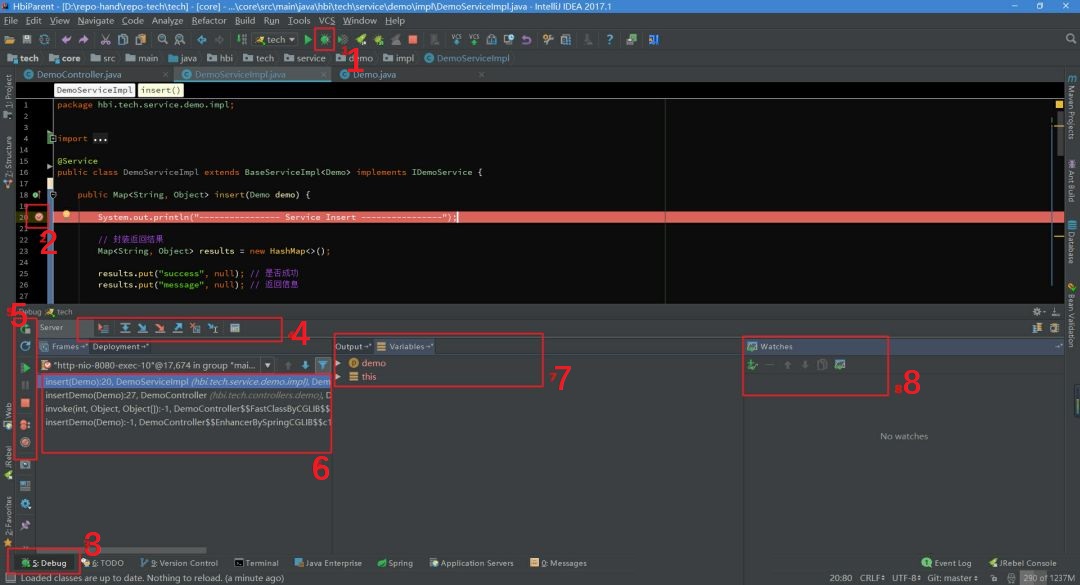 HbiParent - [D:\repo-hand\repo-tech\tech] - [core] - ...\core\src\main\java\hbi\tech\service\demo\impl\DemoServiceImpl.java - IntelliJ IDEA 2017.1
File Edit View Navigate Code Analyze Refactor Build Run Tools VCS Window Help
tech
1
tech core src main java hbi tech service demo impl DemoServiceImpl
DemoController.java DemoServiceImpl.java Demo.java
DemoServiceImpl insert()
1 package hbi.tech.service.demo.impl;
2
3
4 import ...
14
15 @Service
16 public class DemoServiceImpl extends BaseServiceImpl<Demo> implements IDemoService {
17
18 public Map<String, Object> insert(Demo demo) {
19
20 System.out.println("---------------- Service Insert ----------------");
2
21
22 // 封装返回结果
23 Map<String, Object> results = new HashMap<>();
24
25 results.put("success", null); // 是否成功
26 results.put("message", null); // 返回信息
27
1: Project
7: Structure
Web
JRebel
2: Favorites
Maven Projects
Ant Build
Database
Bean Validation
Debug tech
5
Server
4
Frames Deployment
Output Variables
Watches
"http-nio-8080-exec-10"@17,674 in group "mai...
insert(Demo):20, DemoServiceImpl (hbi.tech.service.demo.impl), Dem
insertDemo(Demo):27, DemoController (hbi.tech.controllers.demo), D
invoke(int, Object, Object[]):-1, DemoController$$FastClassByCGLIB$$
insertDemo(Demo):-1, DemoController$$EnhancerBySpringCGLIB$$c1
6
demo
this
7
8
No watches
3
5: Debug 6: TODO 9: Version Control Terminal Java Enterprise Spring Application Servers 0: Messages Event Log JRebel Console
Loaded classes are up to date. Nothing to reload. (a minute ago) 20:80 CRLF UTF-8 Git: master 290 of 1237M